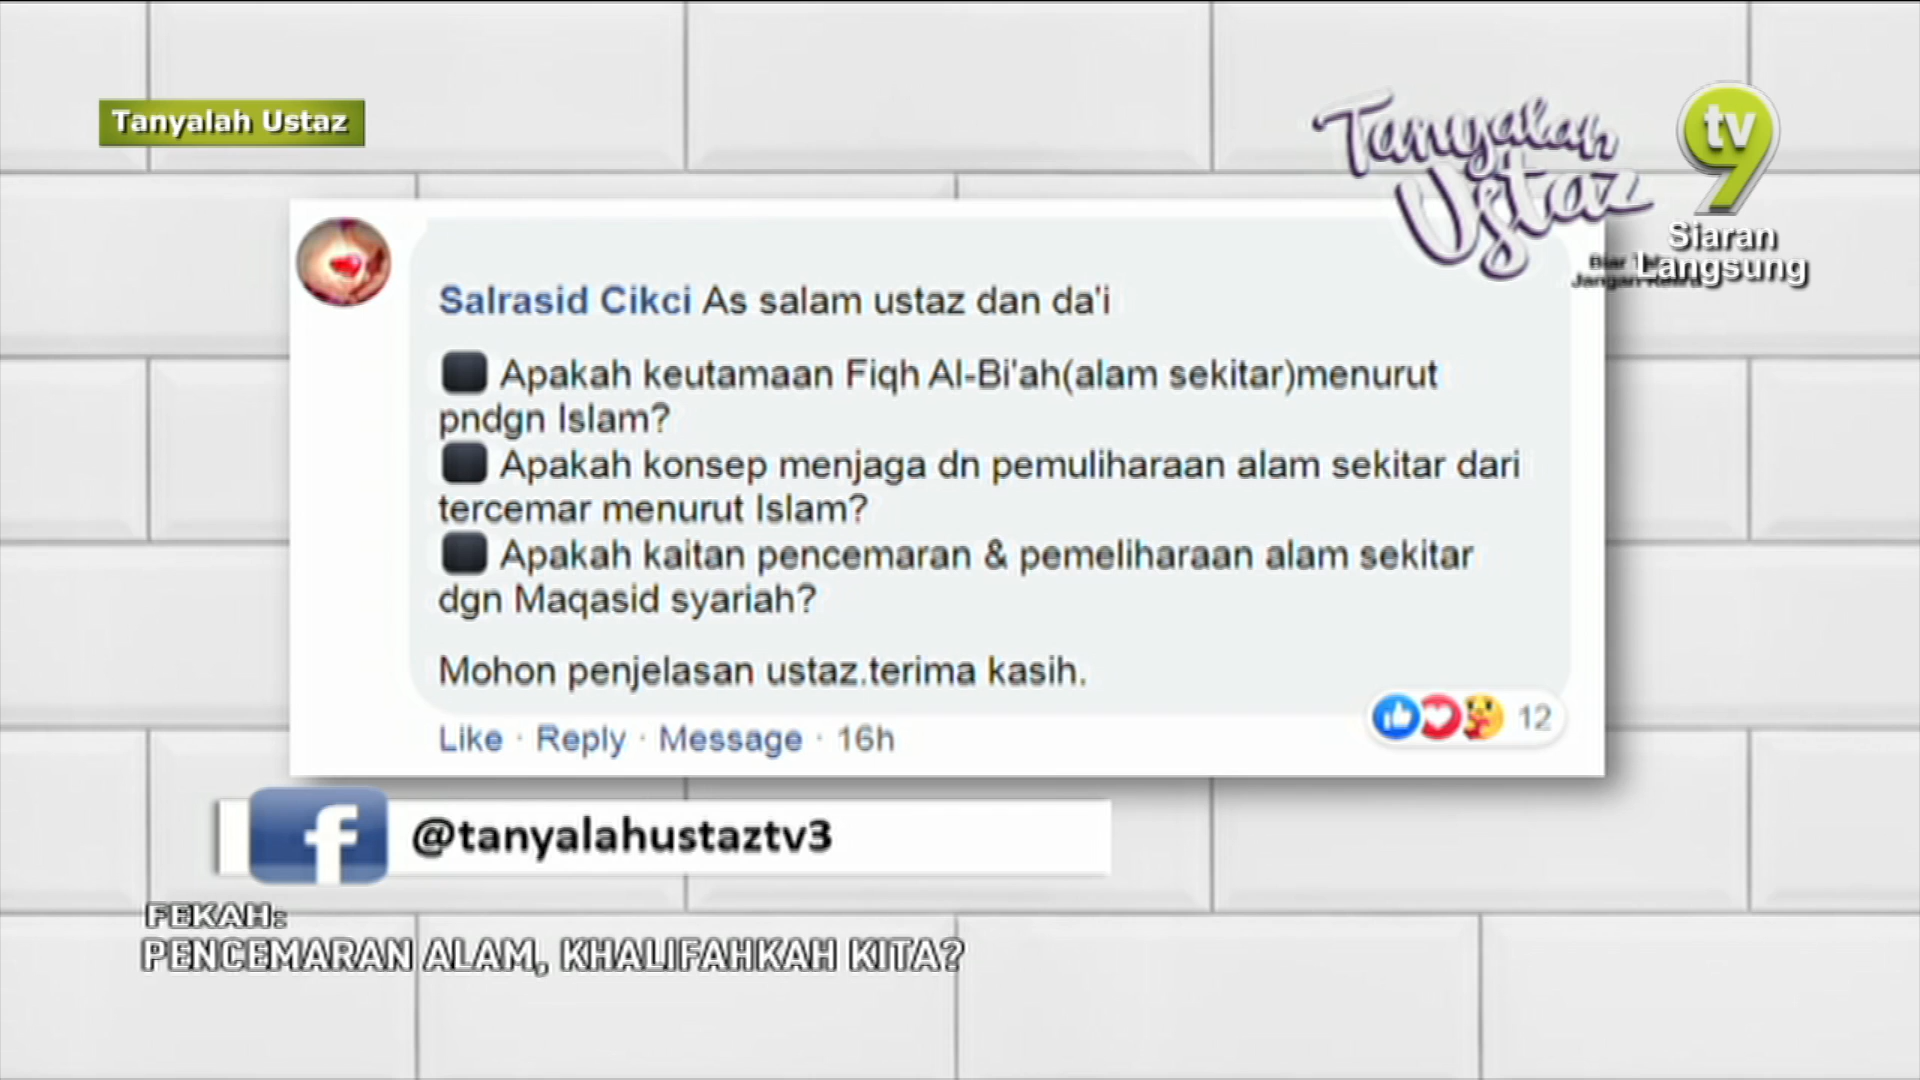 Tanyalah Ustaz
Tanyalah
Ustaz
tv
9
Siaran
Langsung
Salrasid Cikci As salam ustaz dan da'i
Apakah keutamaan Fiqh Al-Bi'ah(alam sekitar)menurut
pndgn Islam?
Apakah konsep menjaga dn pemuliharaan alam sekitar dari
tercemar menurut Islam?
Apakah kaitan pencemaran & pemeliharaan alam sekitar
dgn Maqasid syariah?
Mohon penjelasan ustaz.terima kasih.
Like · Reply · Message · 16h
12
f @tanyalahustaztv3
FEKAH:
PENCEMARAN ALAM, KHALIFAHKAH KITA?